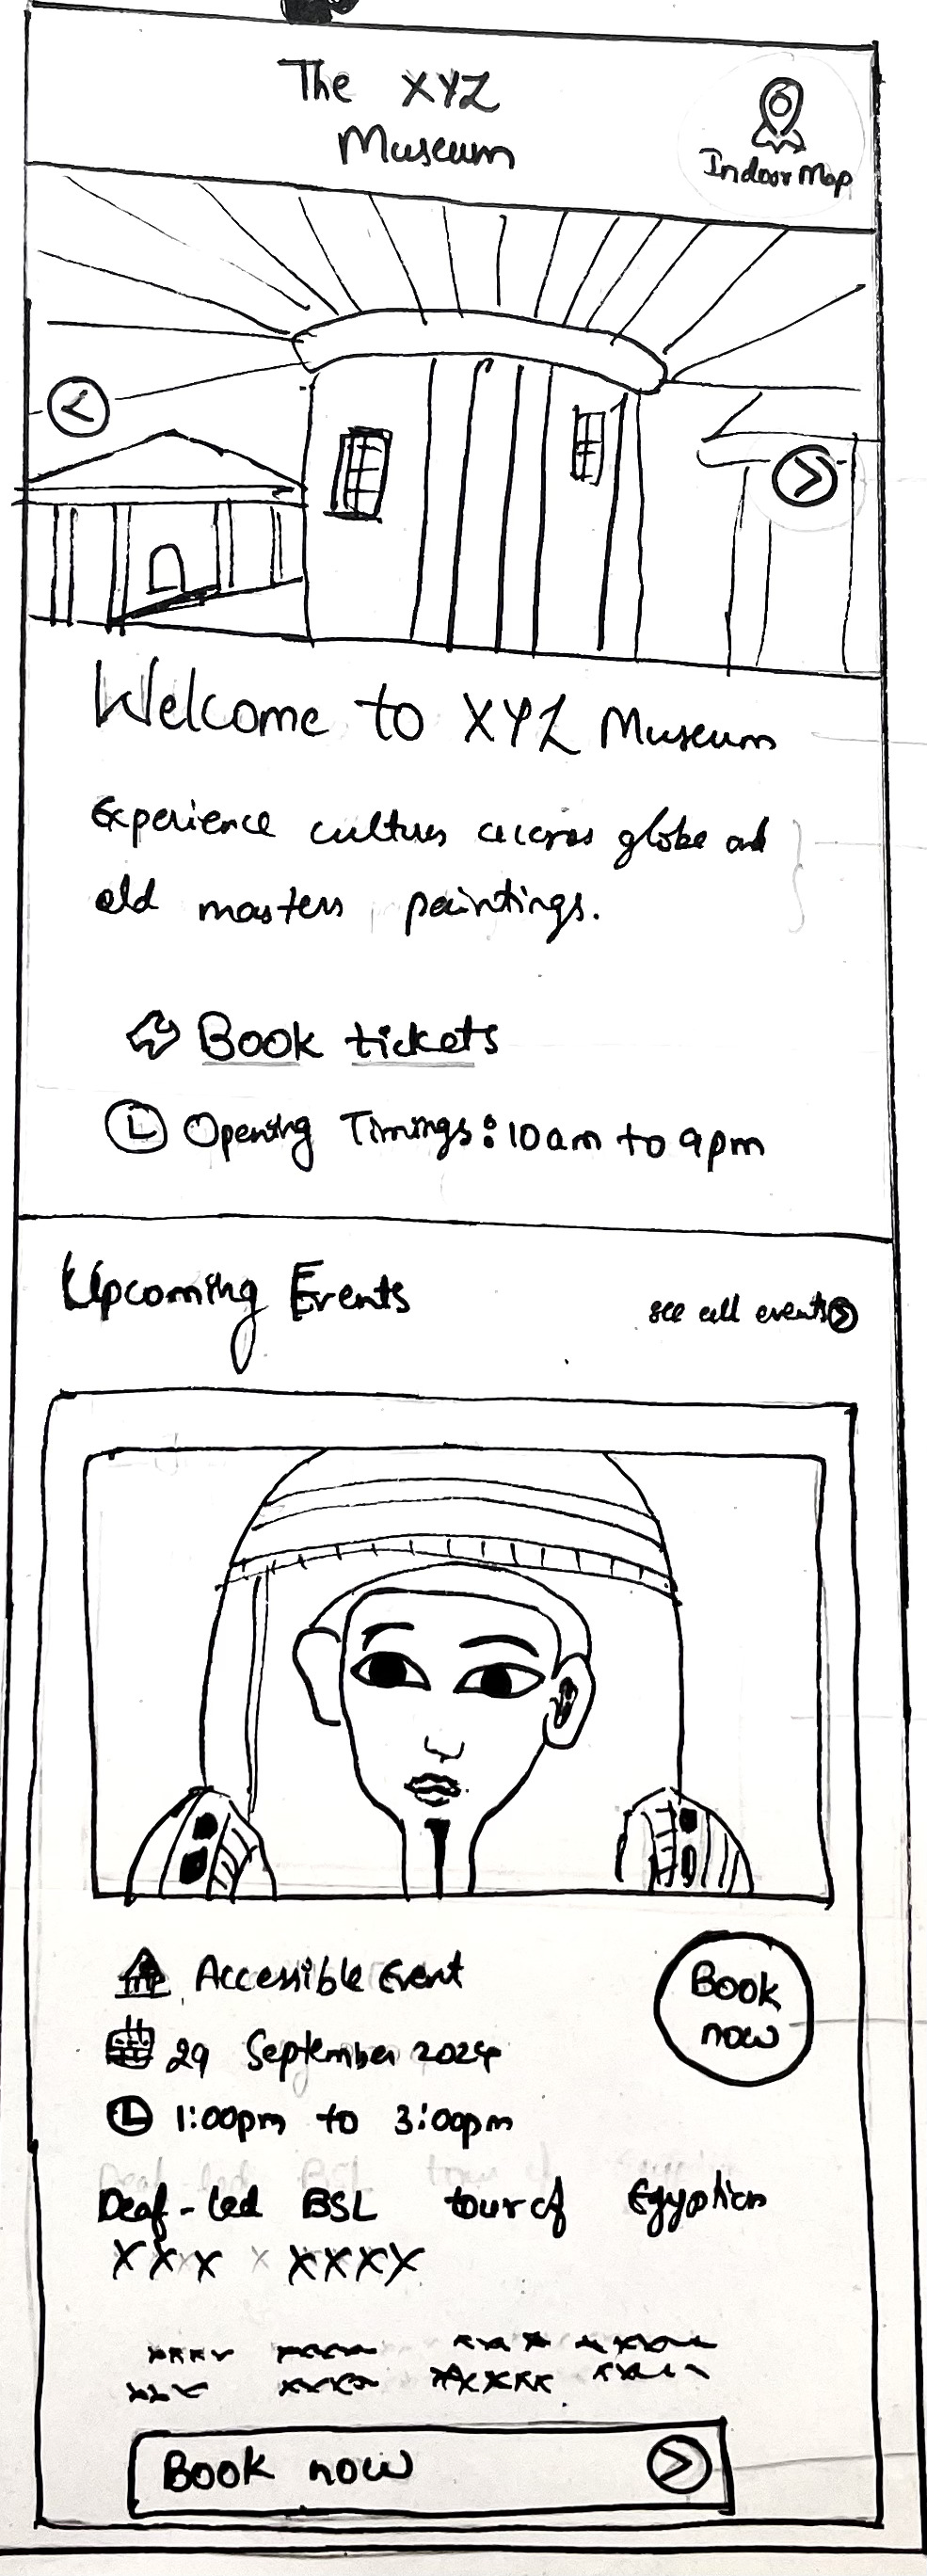 The XYZ
Museum
Indoor Map
Welcome to XYZ Museum
Experience cultures accros globe and
old masters paintings.
Book tickets
Opening Timings: 10am to 9pm
Upcoming Events
see all events
Accessible Event
29 September 2024
1:00pm to 3:00pm
Book
now
Deaf-led BSL tour of Egyptian
XXX XXXX
Book now